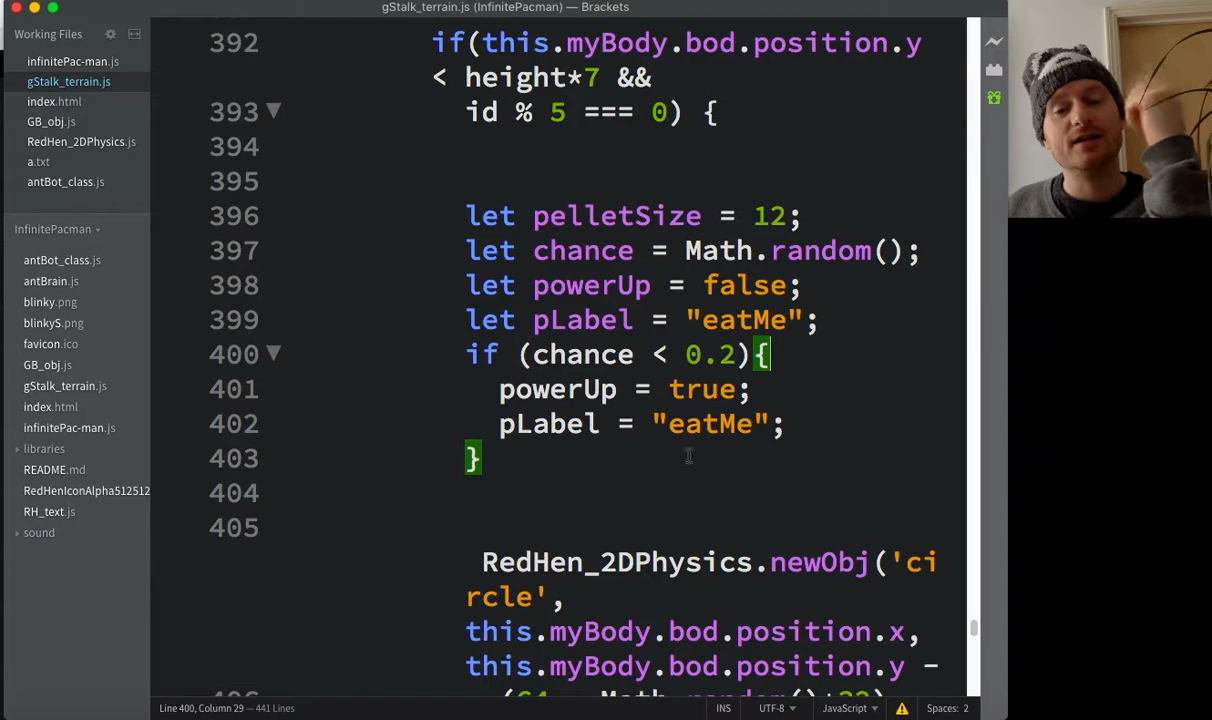 gStalk_terrain.js (InfinitePacman) — Brackets
Working Files
infinitePac-man.js
gStalk_terrain.js
index.html
GB_obj.js
RedHen_2DPhysics.js
a.txt
antBot_class.js
InfinitePacman
antBot_class.js
antBrain.js
blinky.png
blinkyS.png
favicon.ico
GB_obj.js
gStalk_terrain.js
index.html
infinitePac-man.js
libraries
README.md
RedHenIconAlpha512512
RH_text.js
sound
392 if(this.myBody.bod.position.y
< height*7 &&
393 id % 5 === 0) {
394
395
396 let pelletSize = 12;
397 let chance = Math.random();
398 let powerUp = false;
399 let pLabel = "eatMe";
400 if (chance < 0.2){
401 powerUp = true;
402 pLabel = "eatMe";
403 }
404
405
RedHen_2DPhysics.newObj('ci
rcle',
this.myBody.bod.position.x,
this.myBody.bod.position.y -
Line 400, Column 29 — 441 Lines
INS
UTF-8
JavaScript
Spaces: 2